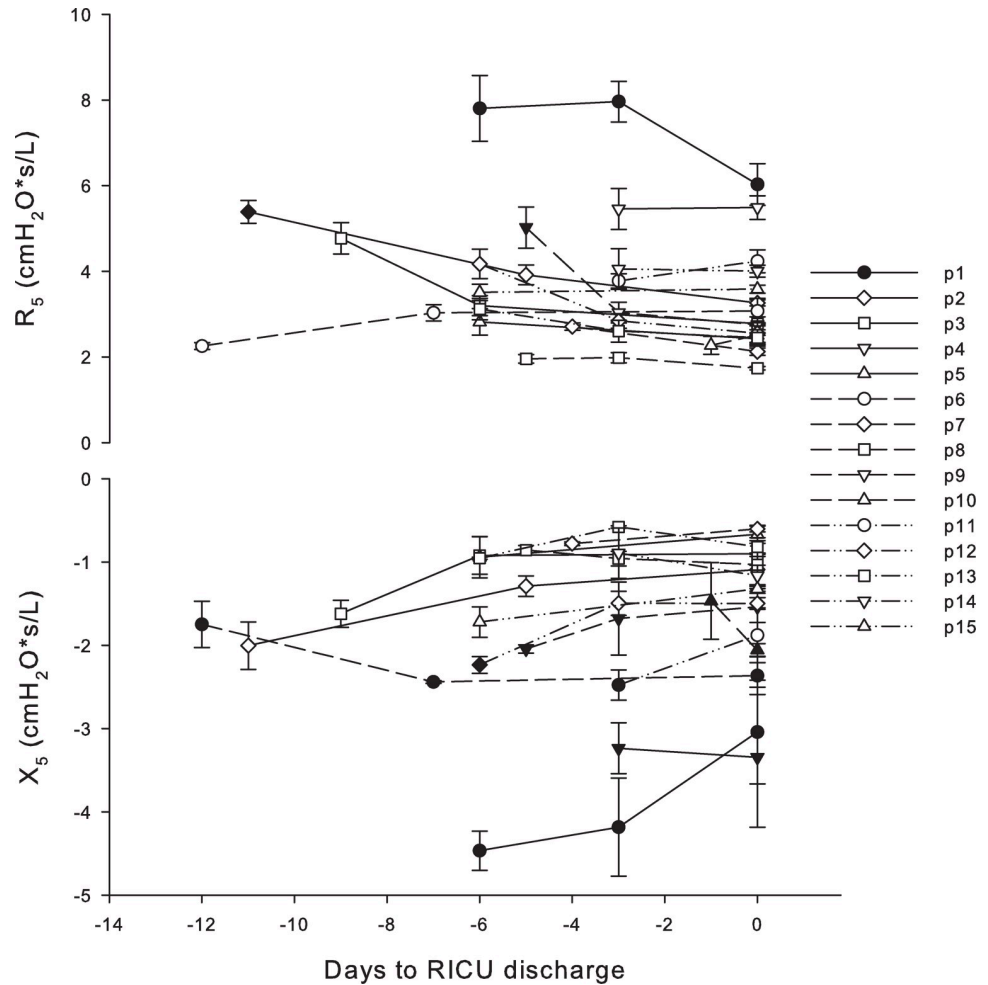 10
8
6
4
2
0
R5 (cmH2O*s/L)
0
-1
-2
-3
-4
-5
X5 (cmH2O*s/L)
-14 -12 -10 -8 -6 -4 -2 0
Days to RICU discharge
p1
p2
p3
p4
p5
p6
p7
p8
p9
p10
p11
p12
p13
p14
p15